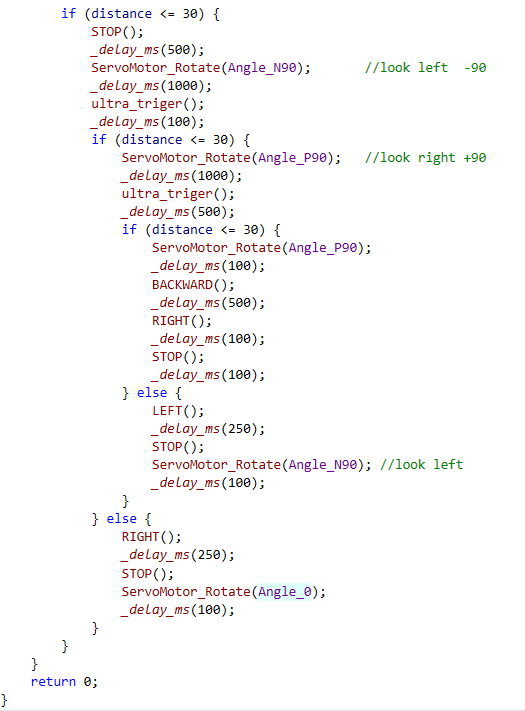 if (distance <= 30) {
STOP();
_delay_ms(500);
ServoMotor_Rotate(Angle_N90);       //look left  -90
_delay_ms(1000);
ultra_triger();
_delay_ms(100);
if (distance <= 30) {
ServoMotor_Rotate(Angle_P90);   //look right +90
_delay_ms(1000);
ultra_triger();
_delay_ms(500);
if (distance <= 30) {
ServoMotor_Rotate(Angle_P90);
_delay_ms(100);
BACKWARD();
_delay_ms(500);
RIGHT();
_delay_ms(100);
STOP();
_delay_ms(100);
} else {
LEFT();
_delay_ms(250);
STOP();
ServoMotor_Rotate(Angle_N90); //look left
_delay_ms(100);
}
} else {
RIGHT();
_delay_ms(250);
STOP();
ServoMotor_Rotate(Angle_0);
_delay_ms(100);
}
}
}
return 0;
}